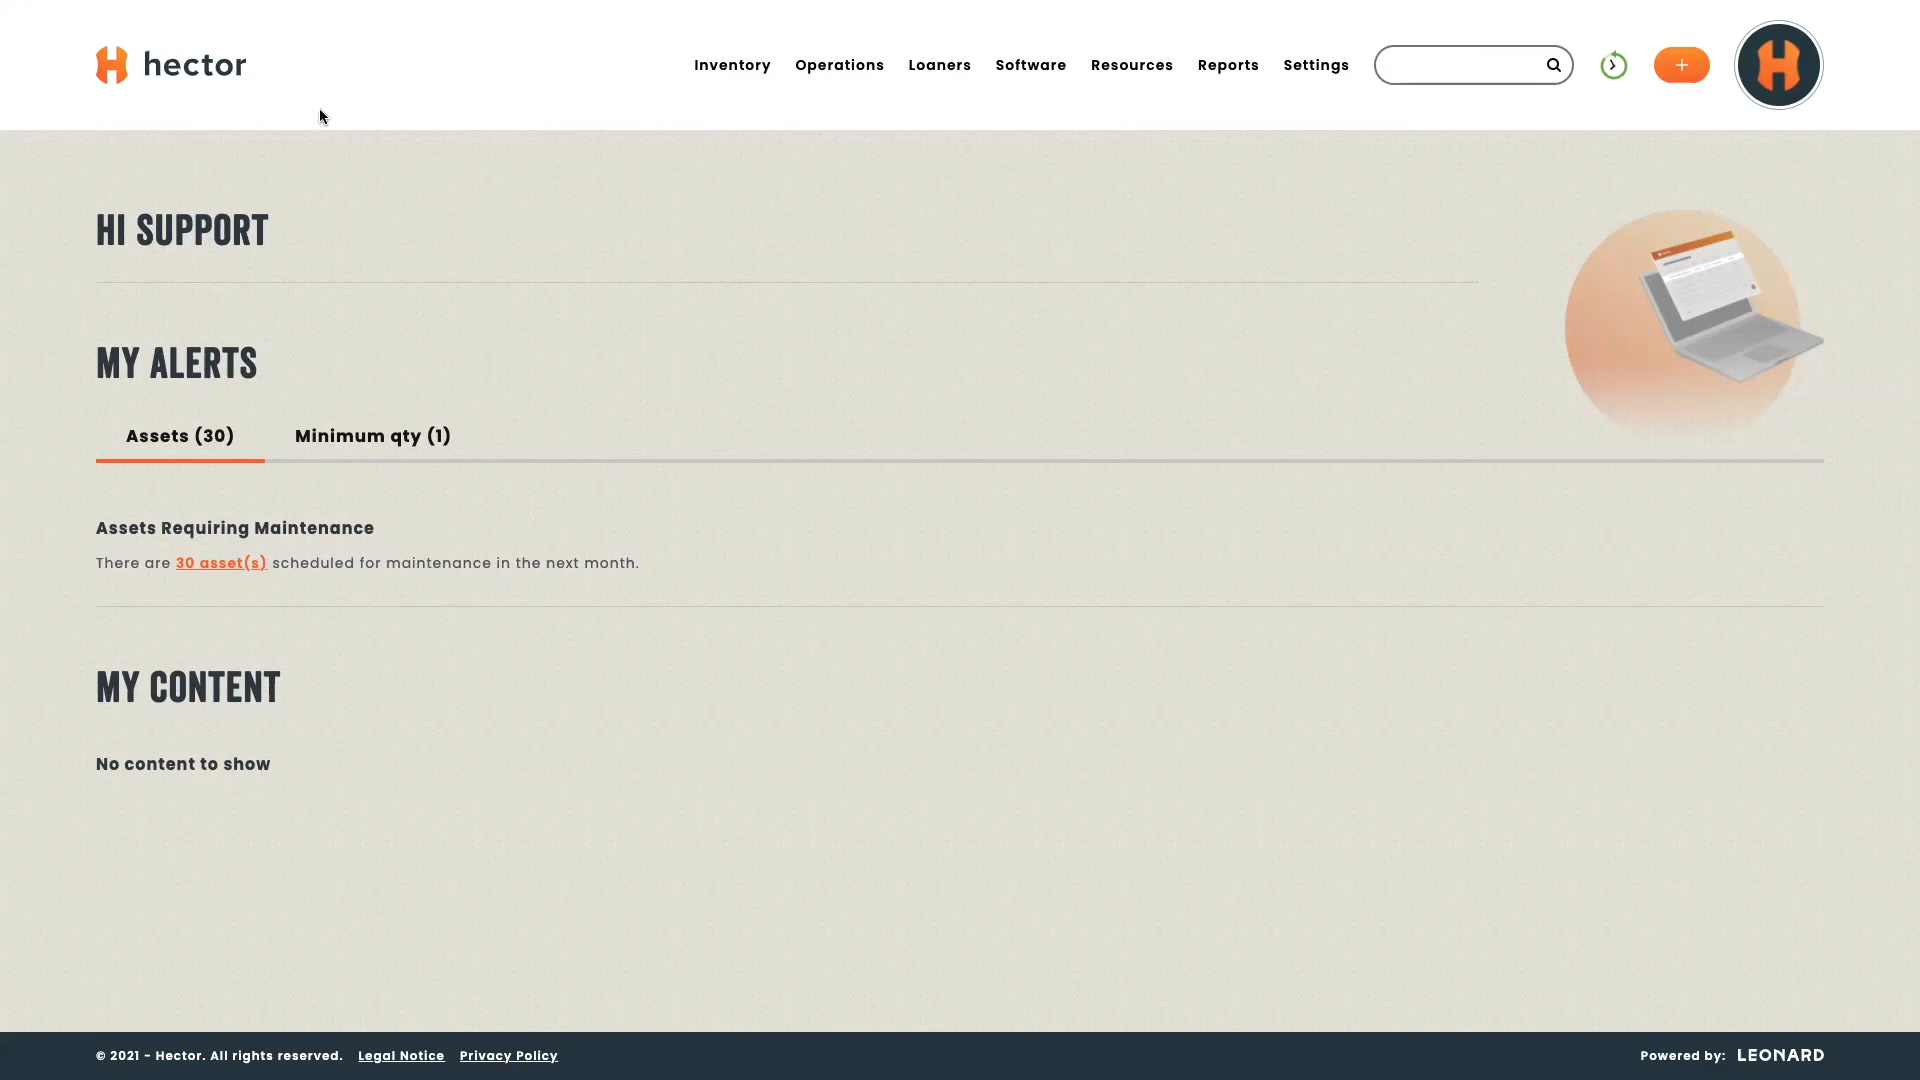 hector
Inventory Operations Loaners Software Resources Reports Settings
HI SUPPORT
MY ALERTS
Assets (30) Minimum qty (1)
Assets Requiring Maintenance
There are 30 asset(s) scheduled for maintenance in the next month.
MY CONTENT
No content to show
© 2021 - Hector. All rights reserved. Legal Notice Privacy Policy
Powered by: LEONARD